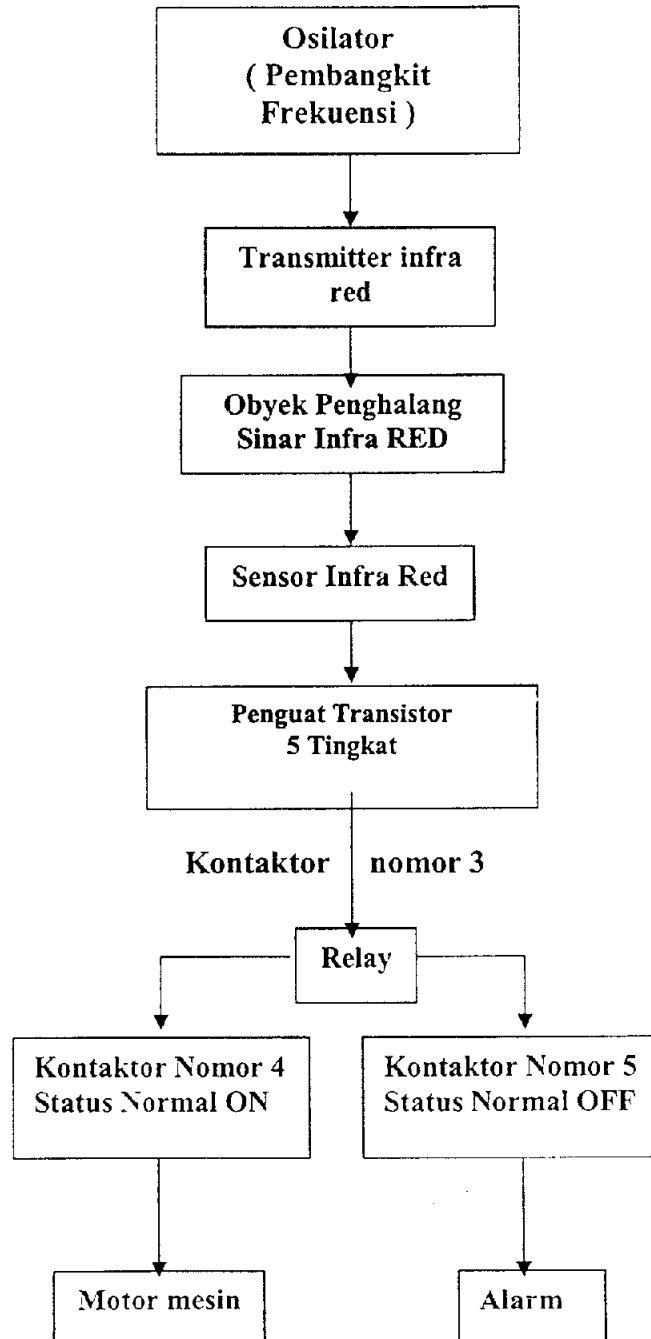 Osilator
( Pembangkit
Frekuensi )
Transmitter infra
red
Obyek Penghalang
Sinar Infra RED
Sensor Infra Red
Penguat Transistor
5 Tingkat
Kontaktor nomor 3
Relay
Kontaktor Nomor 4
Status Normal ON
Kontaktor Nomor 5
Status Normal OFF
Motor mesin
Alarm